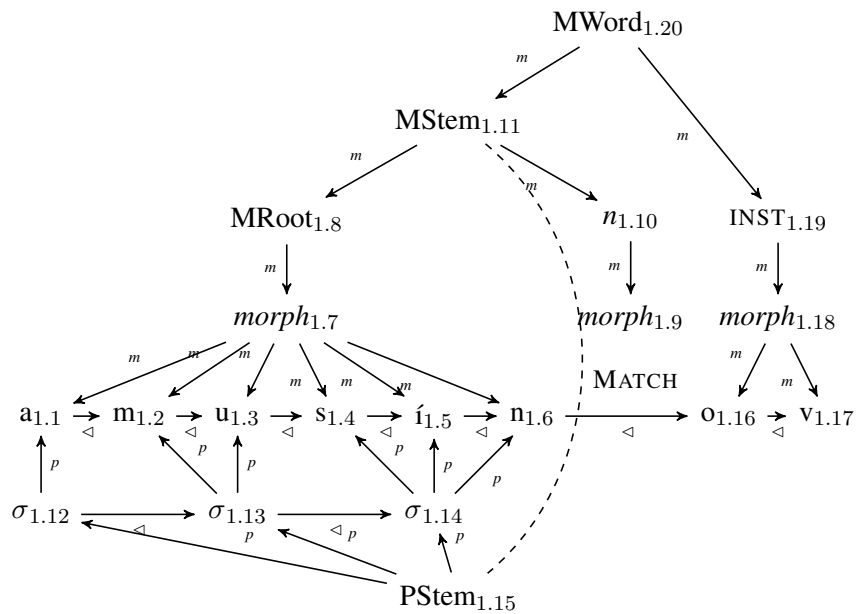 MWord1.20
m
MStem1.11
m
m m
MRoot1.8 n1.10 INST1.19
m m m
morph1.7 morph1.9 morph1.18
m m m m m m m m
MATCH
a1.1 m1.2 u1.3 s1.4 í1.5 n1.6 o1.16 v1.17
◁ ◁ ◁ ◁ ◁ ◁ ◁
p p p p p p
σ1.12 σ1.13 σ1.14
◁ ◁
p p p
PStem1.15